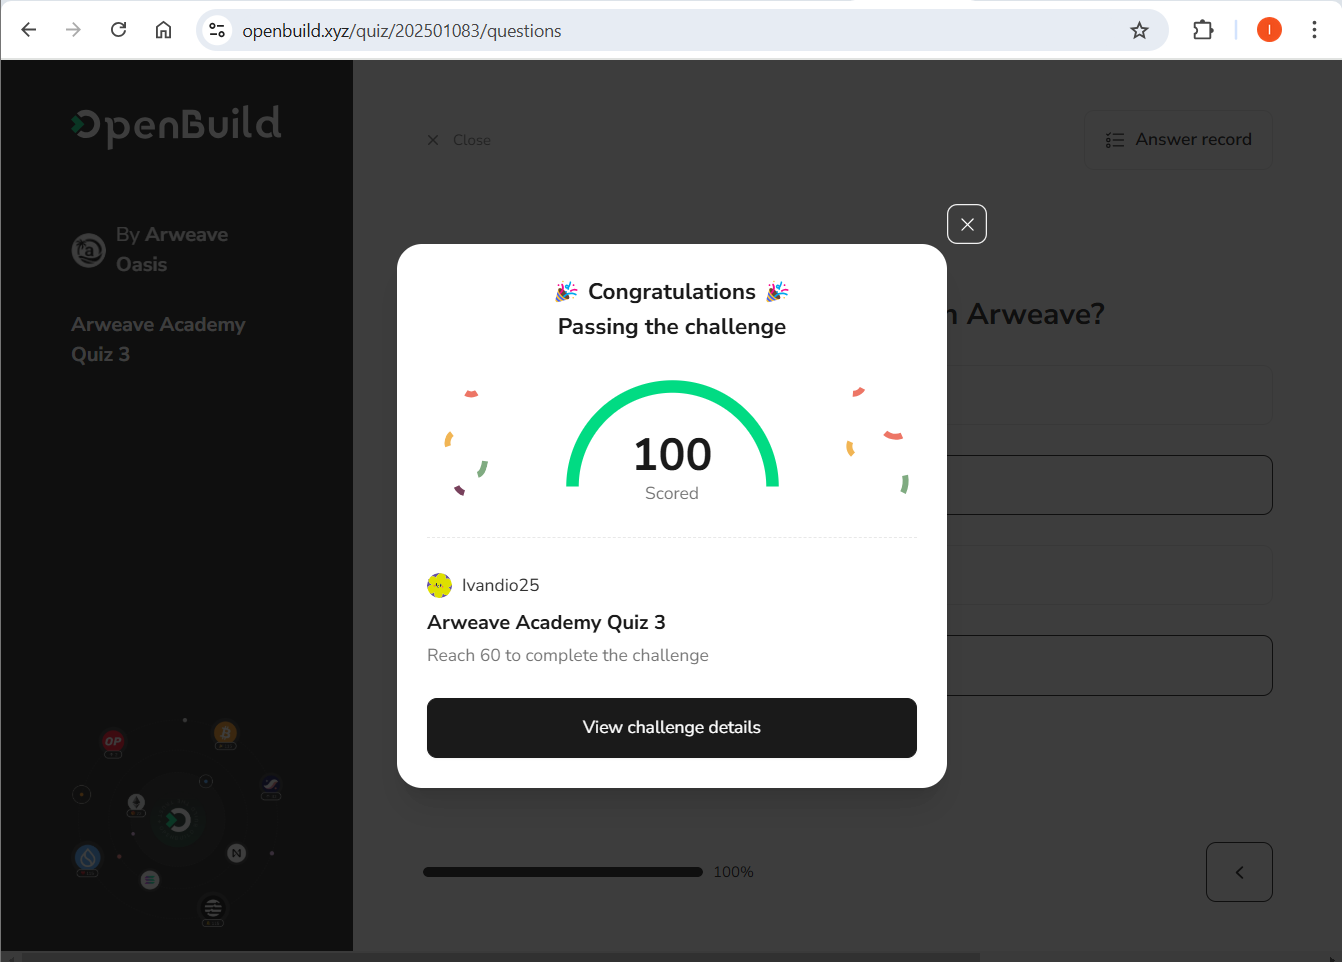 openbuild.xyz/quiz/202501083/questions
I
OpenBuild
Close
Answer record
By Arweave
Oasis
Arweave Academy
Quiz 3
n Arweave?
🎉 Congratulations 🎉
Passing the challenge
100
Scored
Ivandio25
Arweave Academy Quiz 3
Reach 60 to complete the challenge
View challenge details
OP
100%